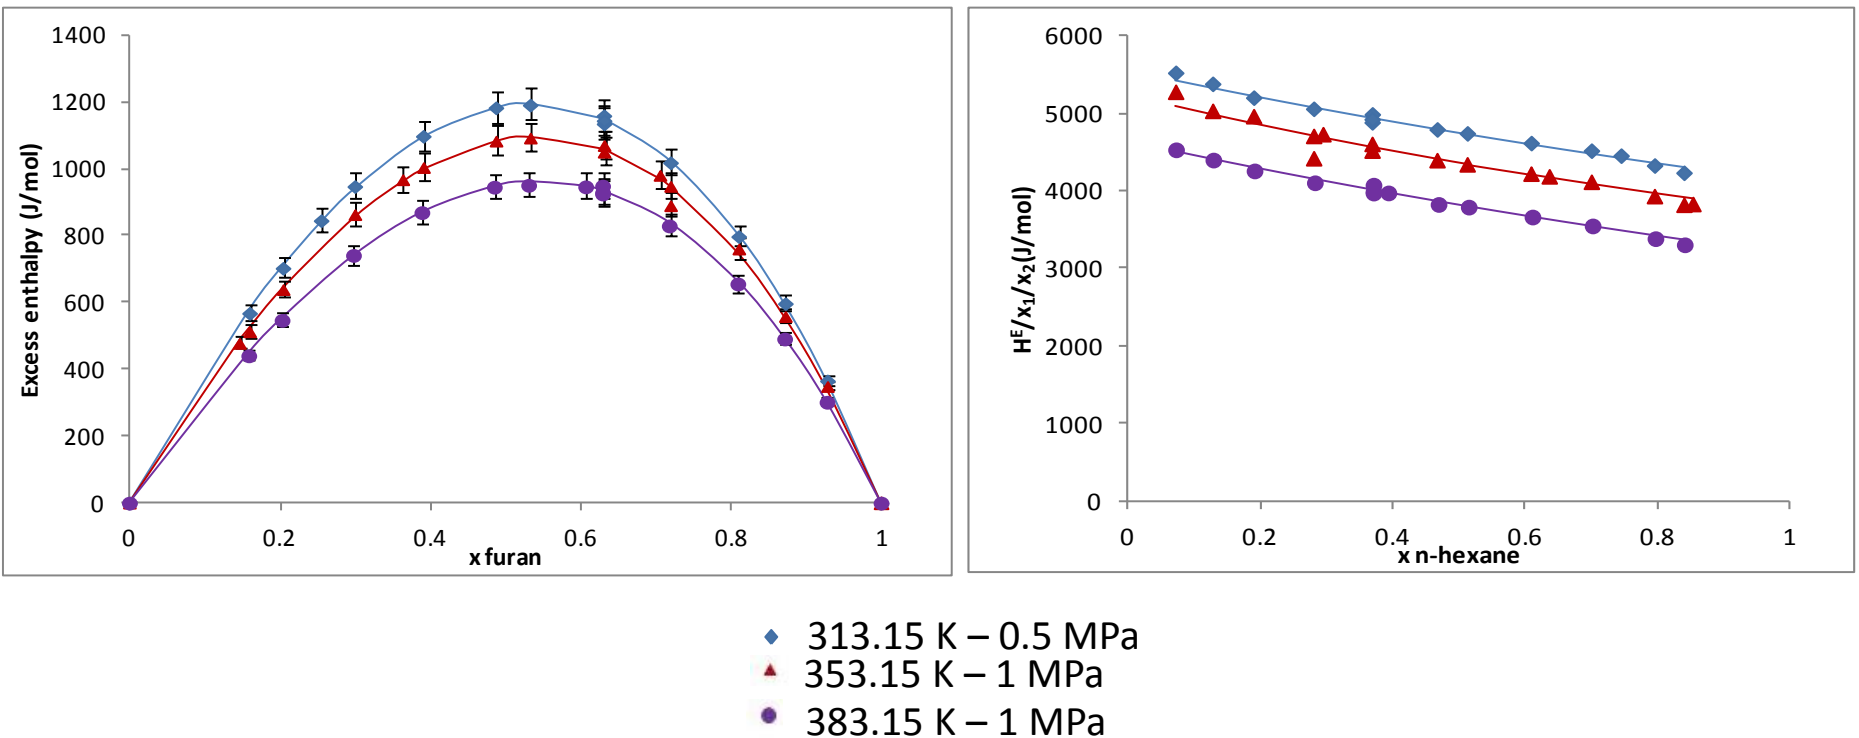 Excess enthalpy (J/mol)
1400
1200
1000
800
600
400
200
0
0 0.2 0.4 0.6 0.8 1
x furan
Hᴱ/x₁/x₂(J/mol)
6000
5000
4000
3000
2000
1000
0
0 0.2 0.4 0.6 0.8 1
x n-hexane
313.15 K – 0.5 MPa
353.15 K – 1 MPa
383.15 K – 1 MPa